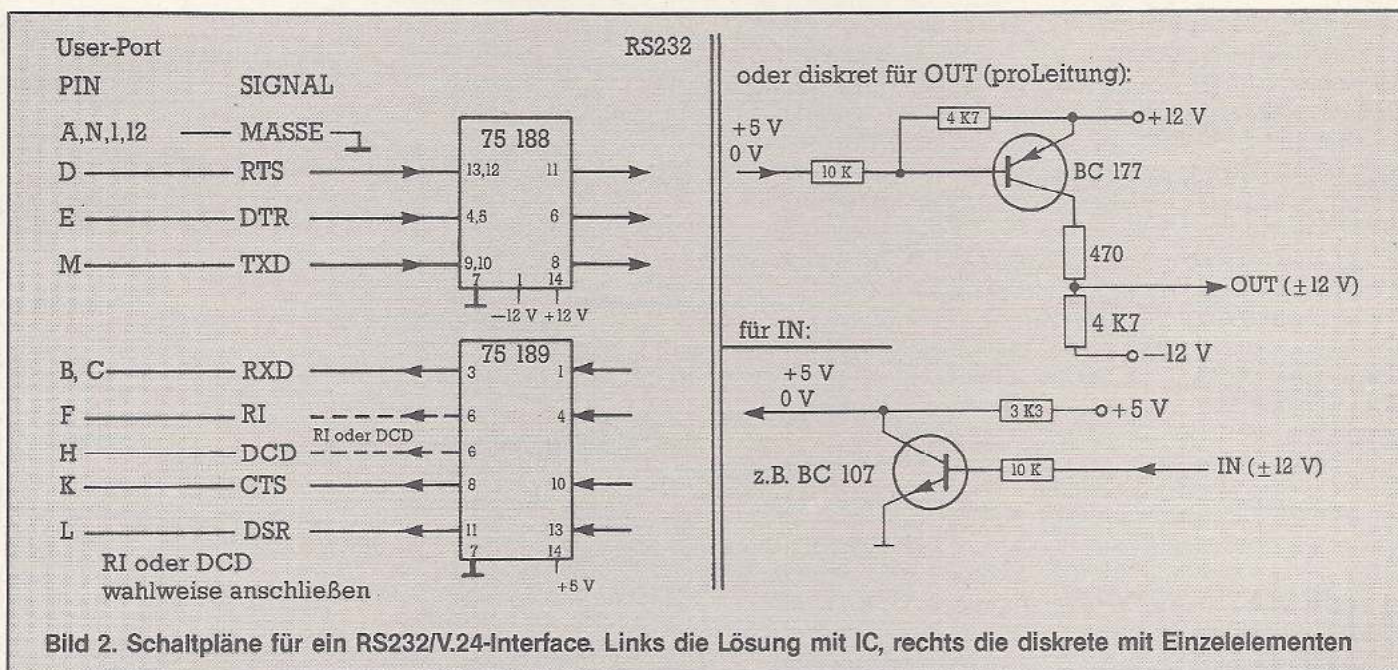 User-Port RS232
PIN SIGNAL
A,N,1,12 MASSE
D RTS 13,12 75 188 11
E DTR 4,5 6
M TXD 9,10 8
7 1 14
—12 V +12 V
B, C RXD 3 75 189 1
F RI 6 4
RI oder DCD
H DCD 6
K CTS 8 10
L DSR 11 13
7 14
+5 V
RI oder DCD
wahlweise anschließen
oder diskret für OUT (proLeitung):
4 K7 +12 V
+5 V
0 V
10 K
BC 177
470
OUT (±12 V)
4 K7
—12 V
für IN:
+5 V
0 V
3 K3 +5 V
z.B. BC 107 10 K IN (±12 V)
Bild 2. Schaltpläne für ein RS232/V.24-Interface. Links die Lösung mit IC, rechts die diskrete mit Einzelelementen